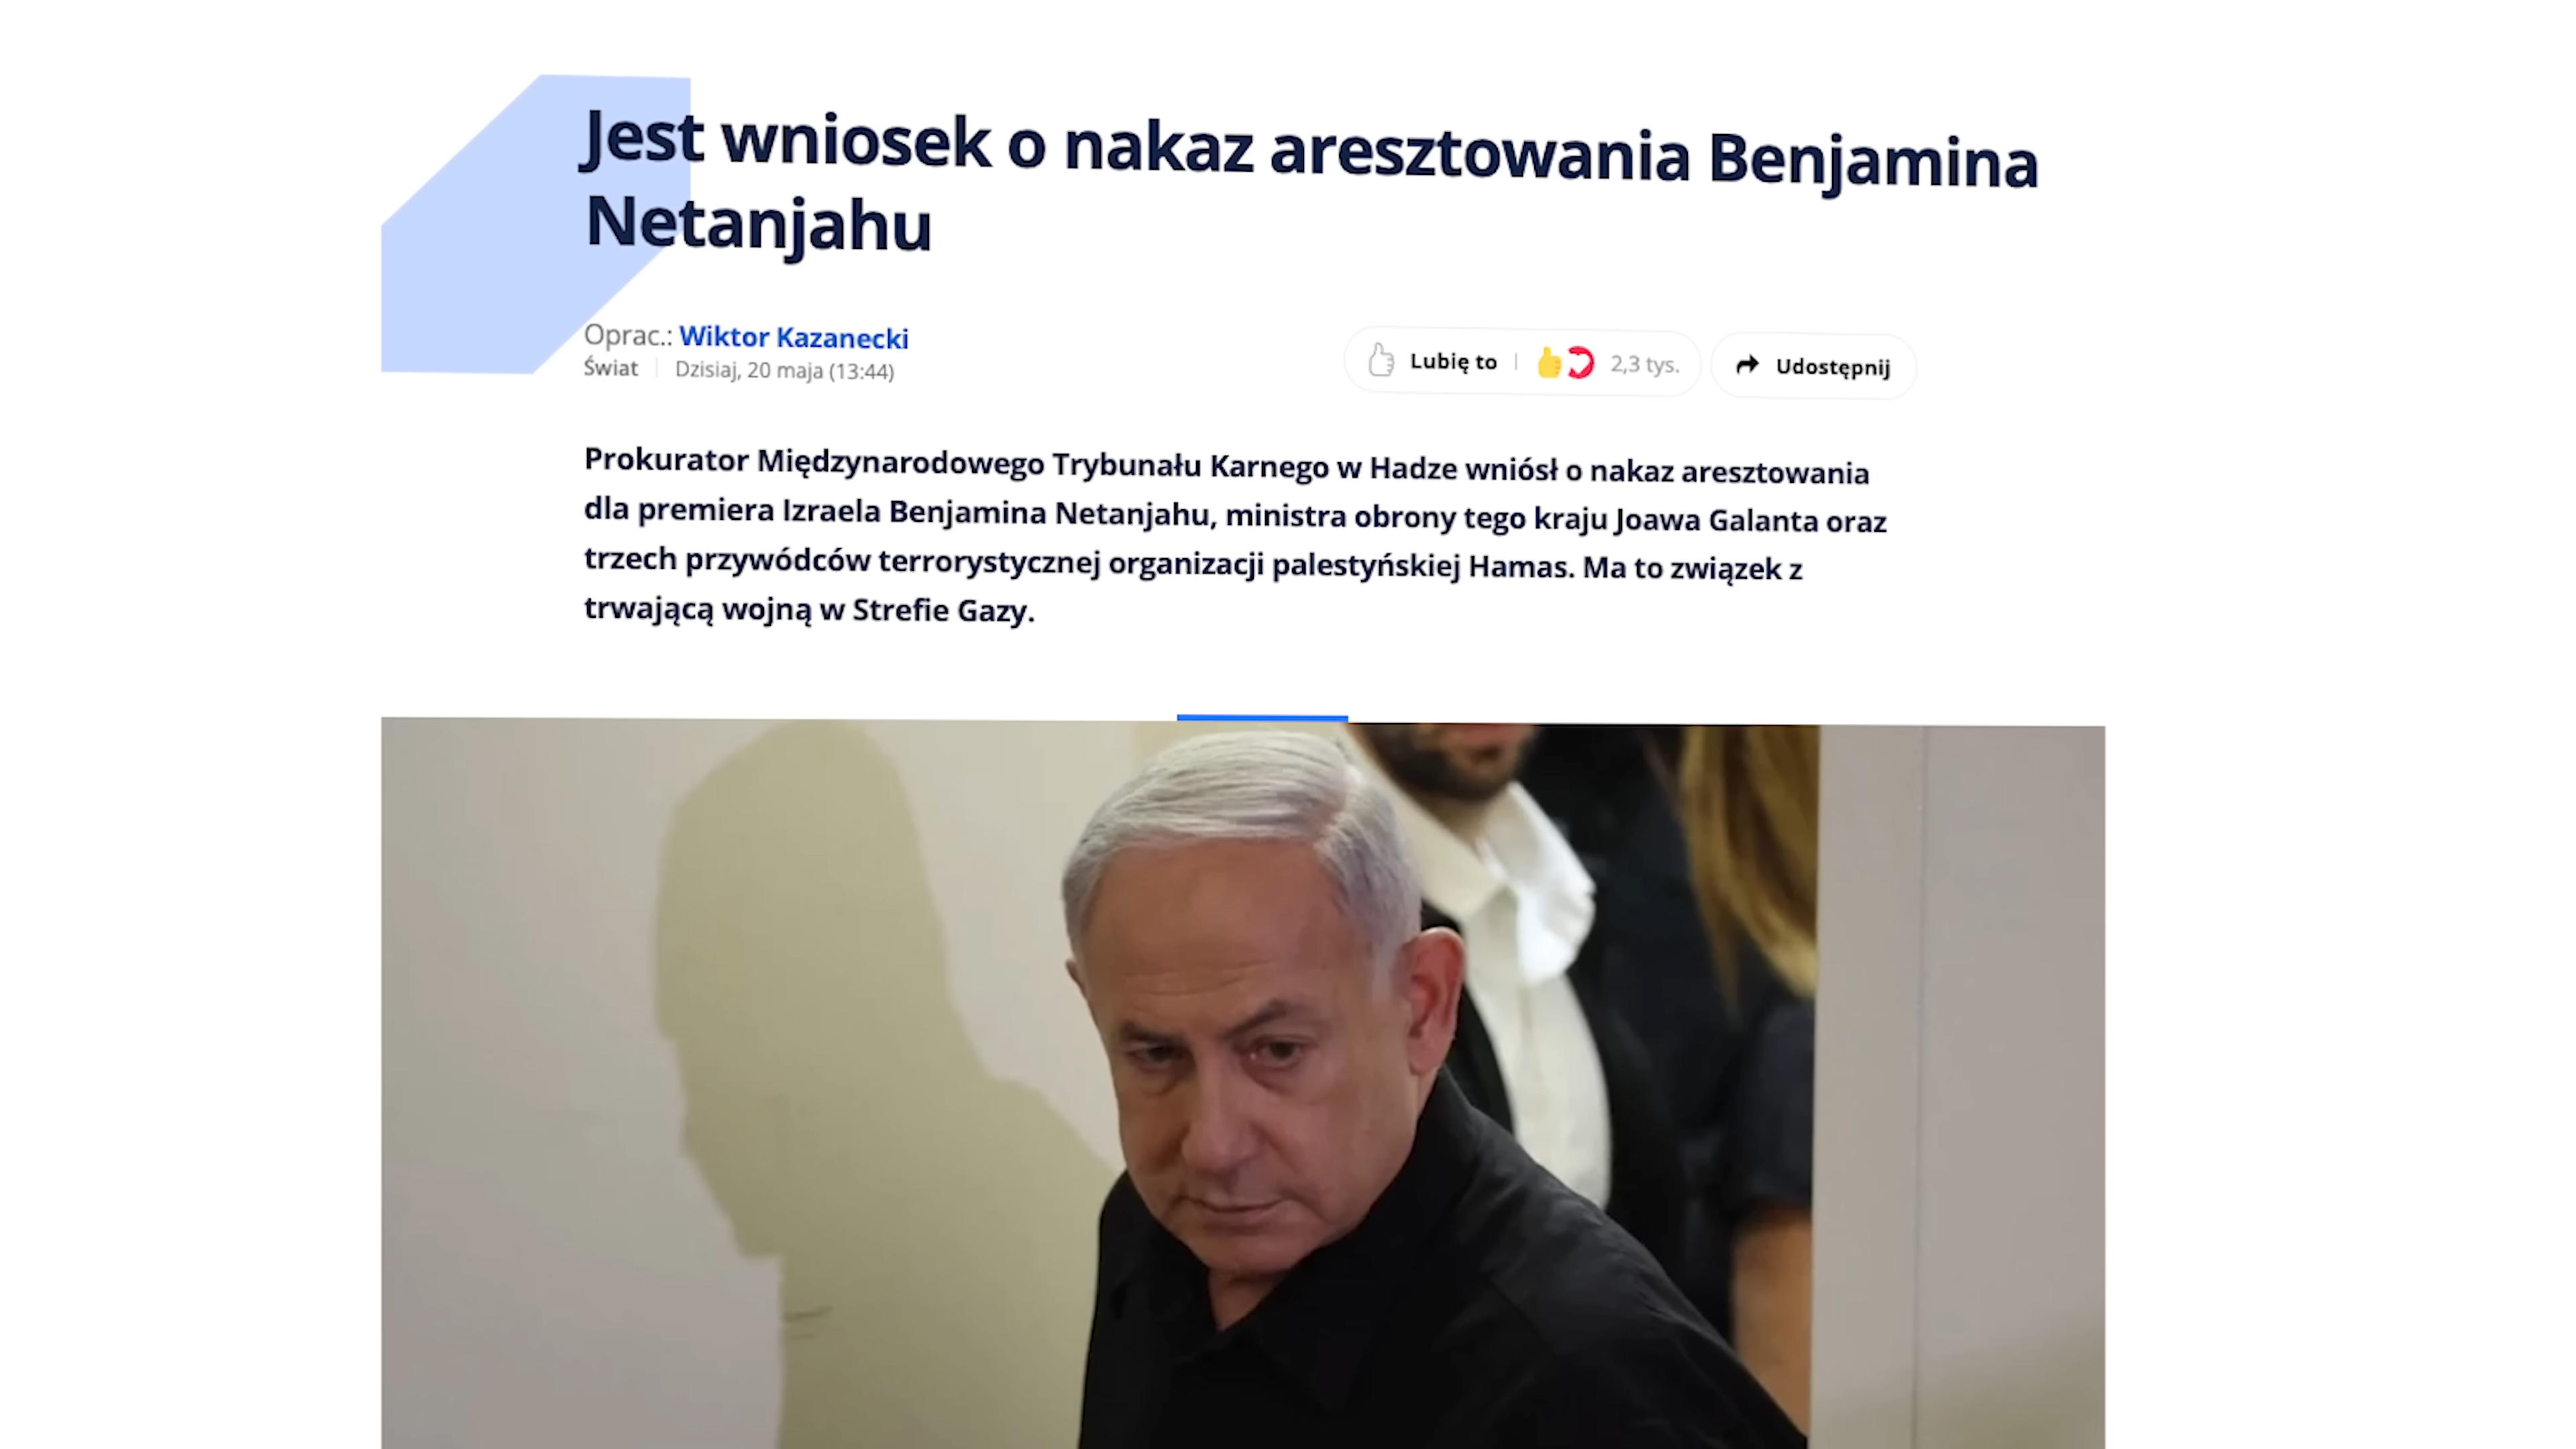 Jest wniosek o nakaz aresztowania Benjamina
Netanjahu
Oprac.: Wiktor Kazanecki
Świat | Dzisiaj, 20 maja (13:44)
Lubię to | 2,3 tys.
Udostępnij
Prokurator Międzynarodowego Trybunału Karnego w Hadze wniósł o nakaz aresztowania
dla premiera Izraela Benjamina Netanjahu, ministra obrony tego kraju Joawa Galanta oraz
trzech przywódców terrorystycznej organizacji palestyńskiej Hamas. Ma to związek z
trwającą wojną w Strefie Gazy.